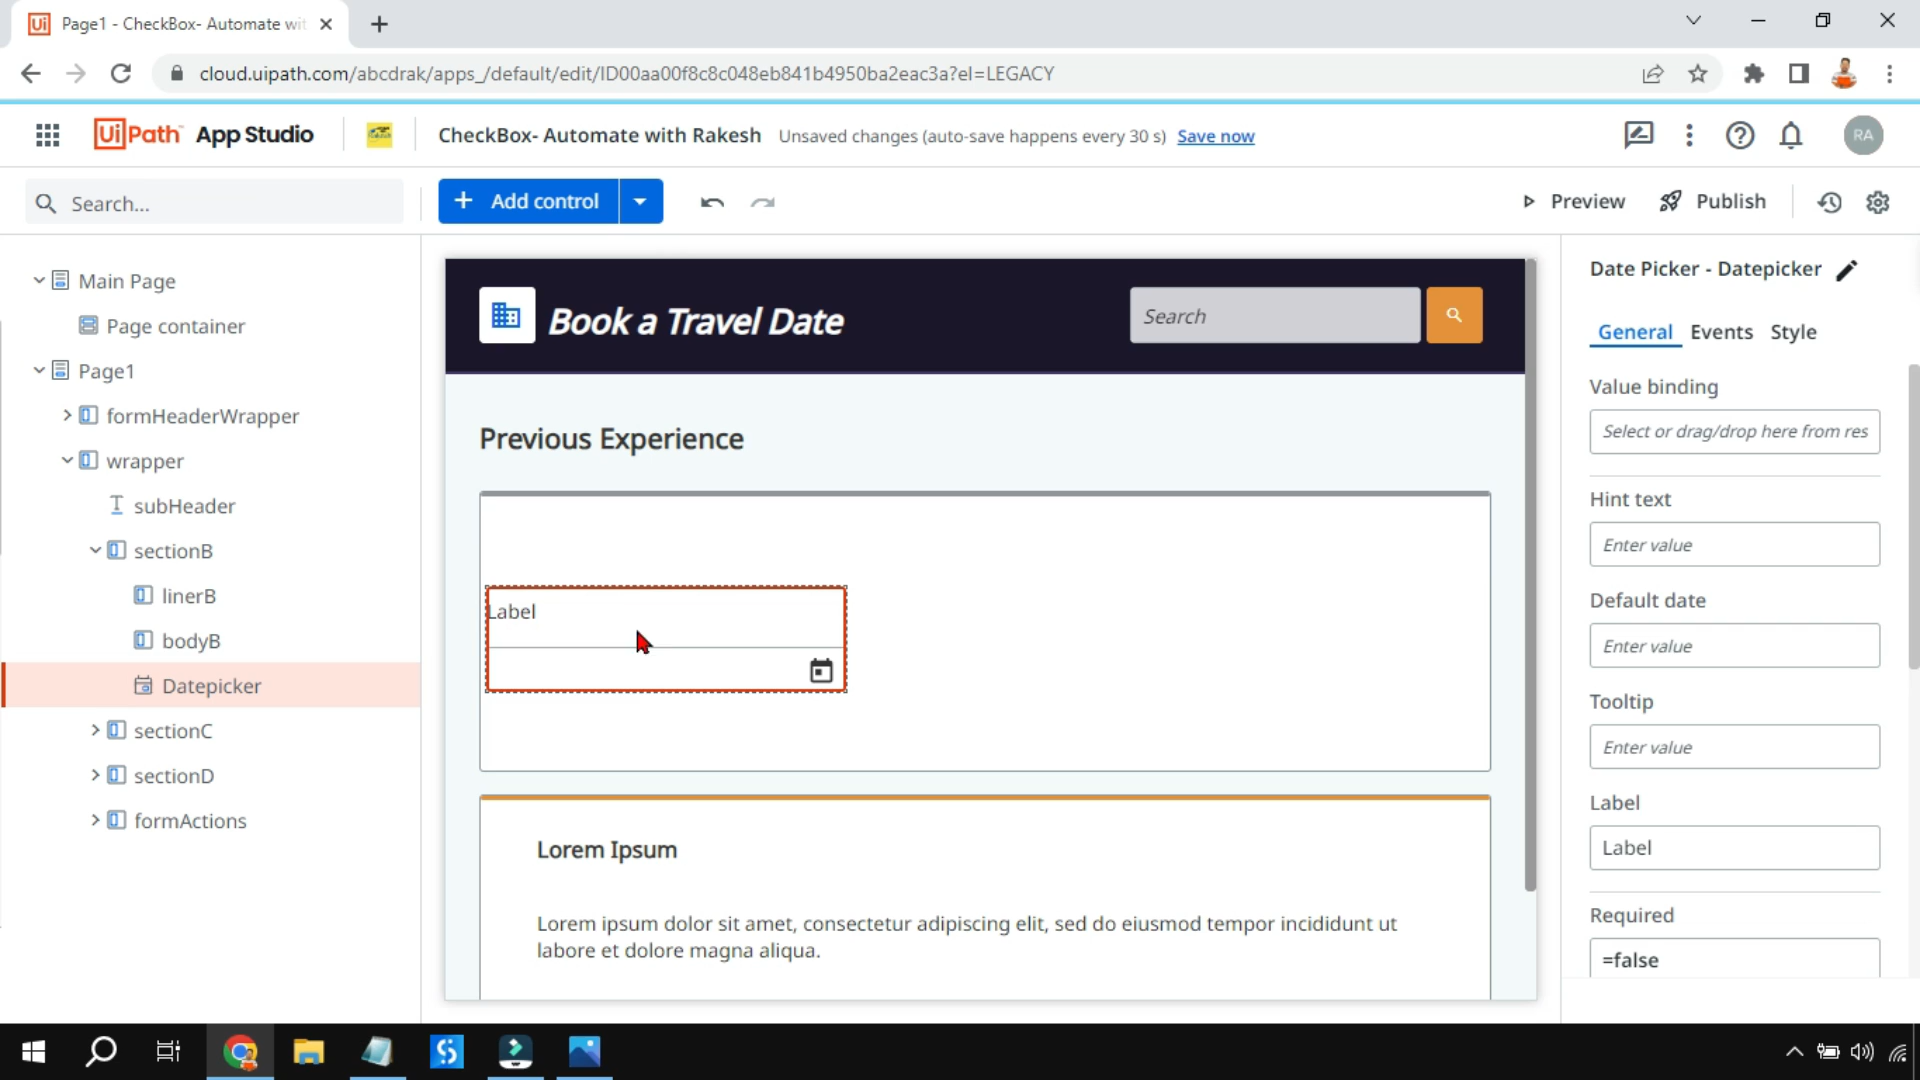 Page1 - CheckBox- Automate wit
cloud.uipath.com/abcdrak/apps_/default/edit/ID00aa00f8c8c048eb841b4950ba2eac3a?el=LEGACY
UiPath App Studio
CheckBox- Automate with Rakesh
Unsaved changes (auto-save happens every 30 s) Save now
RA
Search...
Add control
Preview
Publish
Main Page
Page container
Page1
formHeaderWrapper
wrapper
subHeader
sectionB
linerB
bodyB
Datepicker
sectionC
sectionD
formActions
Book a Travel Date
Search
Previous Experience
Label
Lorem Ipsum
Lorem ipsum dolor sit amet, consectetur adipiscing elit, sed do eiusmod tempor incididunt ut
labore et dolore magna aliqua.
Date Picker - Datepicker
General Events Style
Value binding
Select or drag/drop here from res
Hint text
Enter value
Default date
Enter value
Tooltip
Enter value
Label
Label
Required
=false